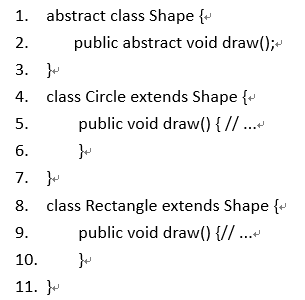 1. abstract class Shape {
2. public abstract void draw();
3. }
4. class Circle extends Shape {
5. public void draw() { // ...
6. }
7. }
8. class Rectangle extends Shape {
9. public void draw() {// ...
10. }
11. }